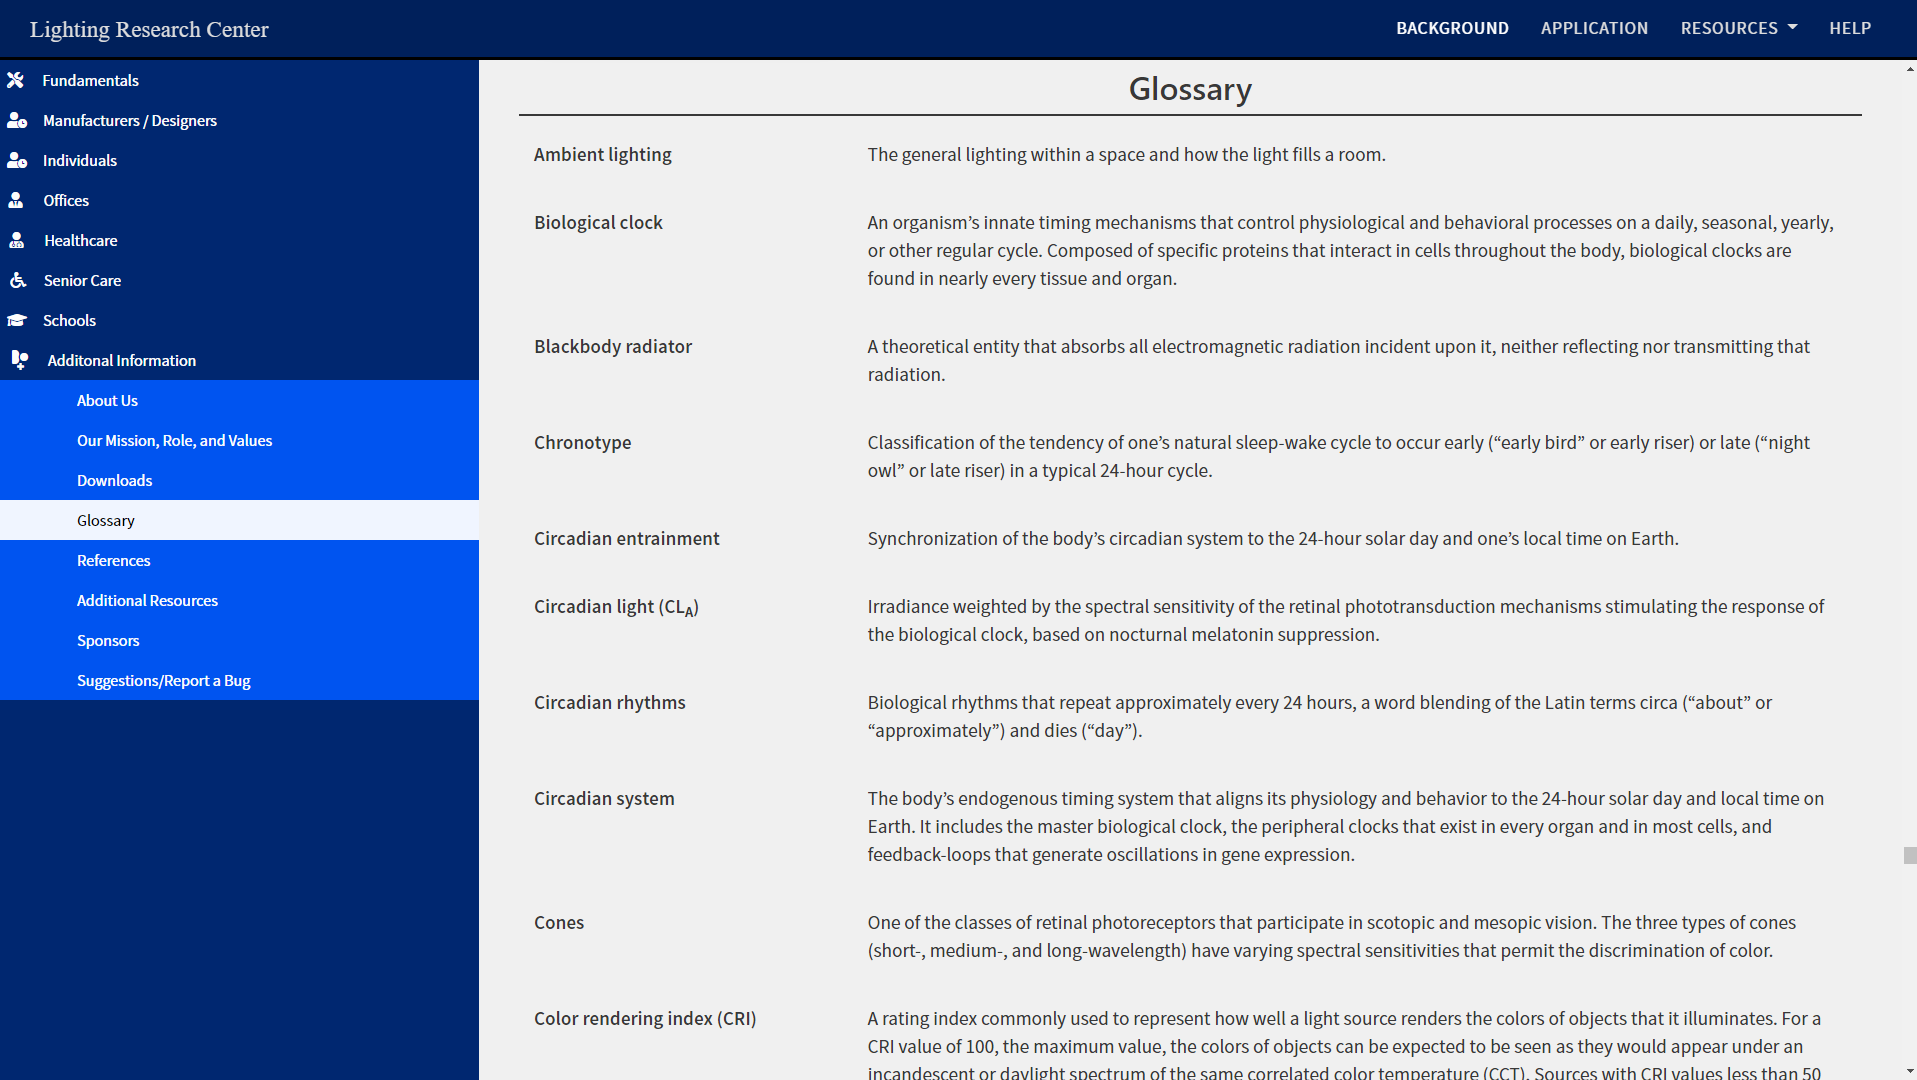 Lighting Research Center
BACKGROUND
APPLICATION
RESOURCES
HELP
Fundamentals
Manufacturers / Designers
Individuals
Offices
Healthcare
Senior Care
Schools
Additonal Information
About Us
Our Mission, Role, and Values
Downloads
Glossary
References
Additional Resources
Sponsors
Suggestions/Report a Bug
Glossary
Ambient lighting
The general lighting within a space and how the light fills a room.
Biological clock
An organism’s innate timing mechanisms that control physiological and behavioral processes on a daily, seasonal, yearly,
or other regular cycle. Composed of specific proteins that interact in cells throughout the body, biological clocks are
found in nearly every tissue and organ.
Blackbody radiator
A theoretical entity that absorbs all electromagnetic radiation incident upon it, neither reflecting nor transmitting that
radiation.
Chronotype
Classification of the tendency of one’s natural sleep-wake cycle to occur early (“early bird” or early riser) or late (“night
owl” or late riser) in a typical 24-hour cycle.
Circadian entrainment
Synchronization of the body’s circadian system to the 24-hour solar day and one’s local time on Earth.
Circadian light (CLA)
Irradiance weighted by the spectral sensitivity of the retinal phototransduction mechanisms stimulating the response of
the biological clock, based on nocturnal melatonin suppression.
Circadian rhythms
Biological rhythms that repeat approximately every 24 hours, a word blending of the Latin terms circa (“about” or
“approximately”) and dies (“day”).
Circadian system
The body’s endogenous timing system that aligns its physiology and behavior to the 24-hour solar day and local time on
Earth. It includes the master biological clock, the peripheral clocks that exist in every organ and in most cells, and
feedback-loops that generate oscillations in gene expression.
Cones
One of the classes of retinal photoreceptors that participate in scotopic and mesopic vision. The three types of cones
(short-, medium-, and long-wavelength) have varying spectral sensitivities that permit the discrimination of color.
Color rendering index (CRI)
A rating index commonly used to represent how well a light source renders the colors of objects that it illuminates. For a
CRI value of 100, the maximum value, the colors of objects can be expected to be seen as they would appear under an
incandescent or daylight spectrum of the same correlated color temperature (CCT). Sources with CRI values less than 50